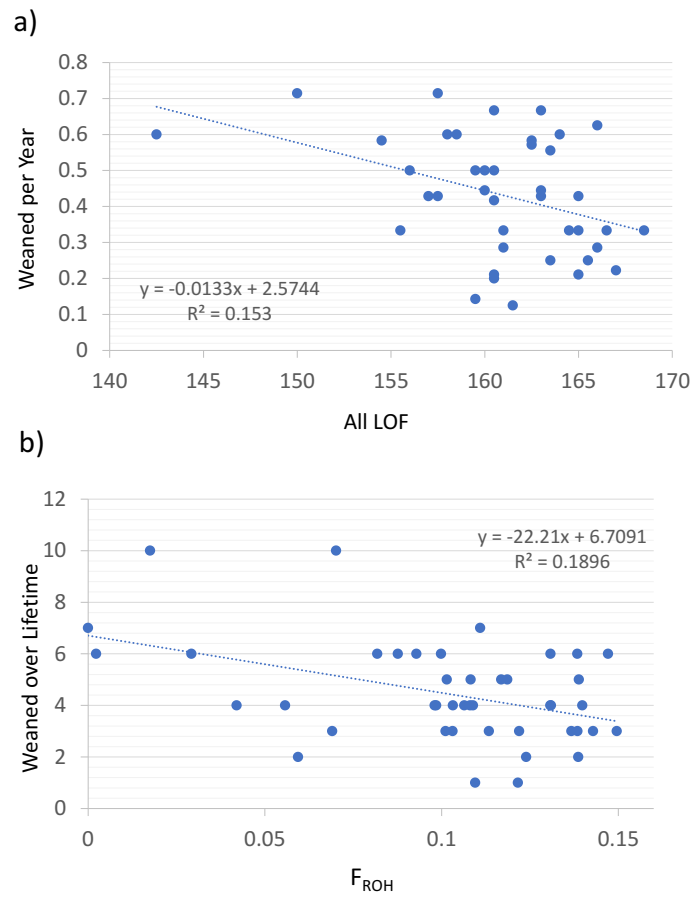 a)
0.8
0.7
0.6
0.5
0.4
0.3
0.2
0.1
0
Weaned per Year
y = -0.0133x + 2.5744
R² = 0.153
140 145 150 155 160 165 170
All LOF
b)
12
10
8
6
4
2
0
Weaned over Lifetime
y = -22.21x + 6.7091
R² = 0.1896
0 0.05 0.1 0.15
FROH